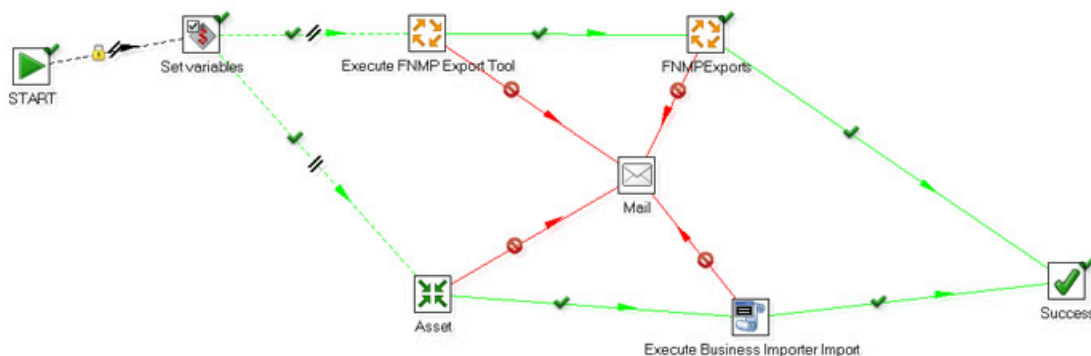 START
Set variables
Execute FNMP Export Tool
FNMPExports
Mail
Asset
Execute Business Importer Import
Success